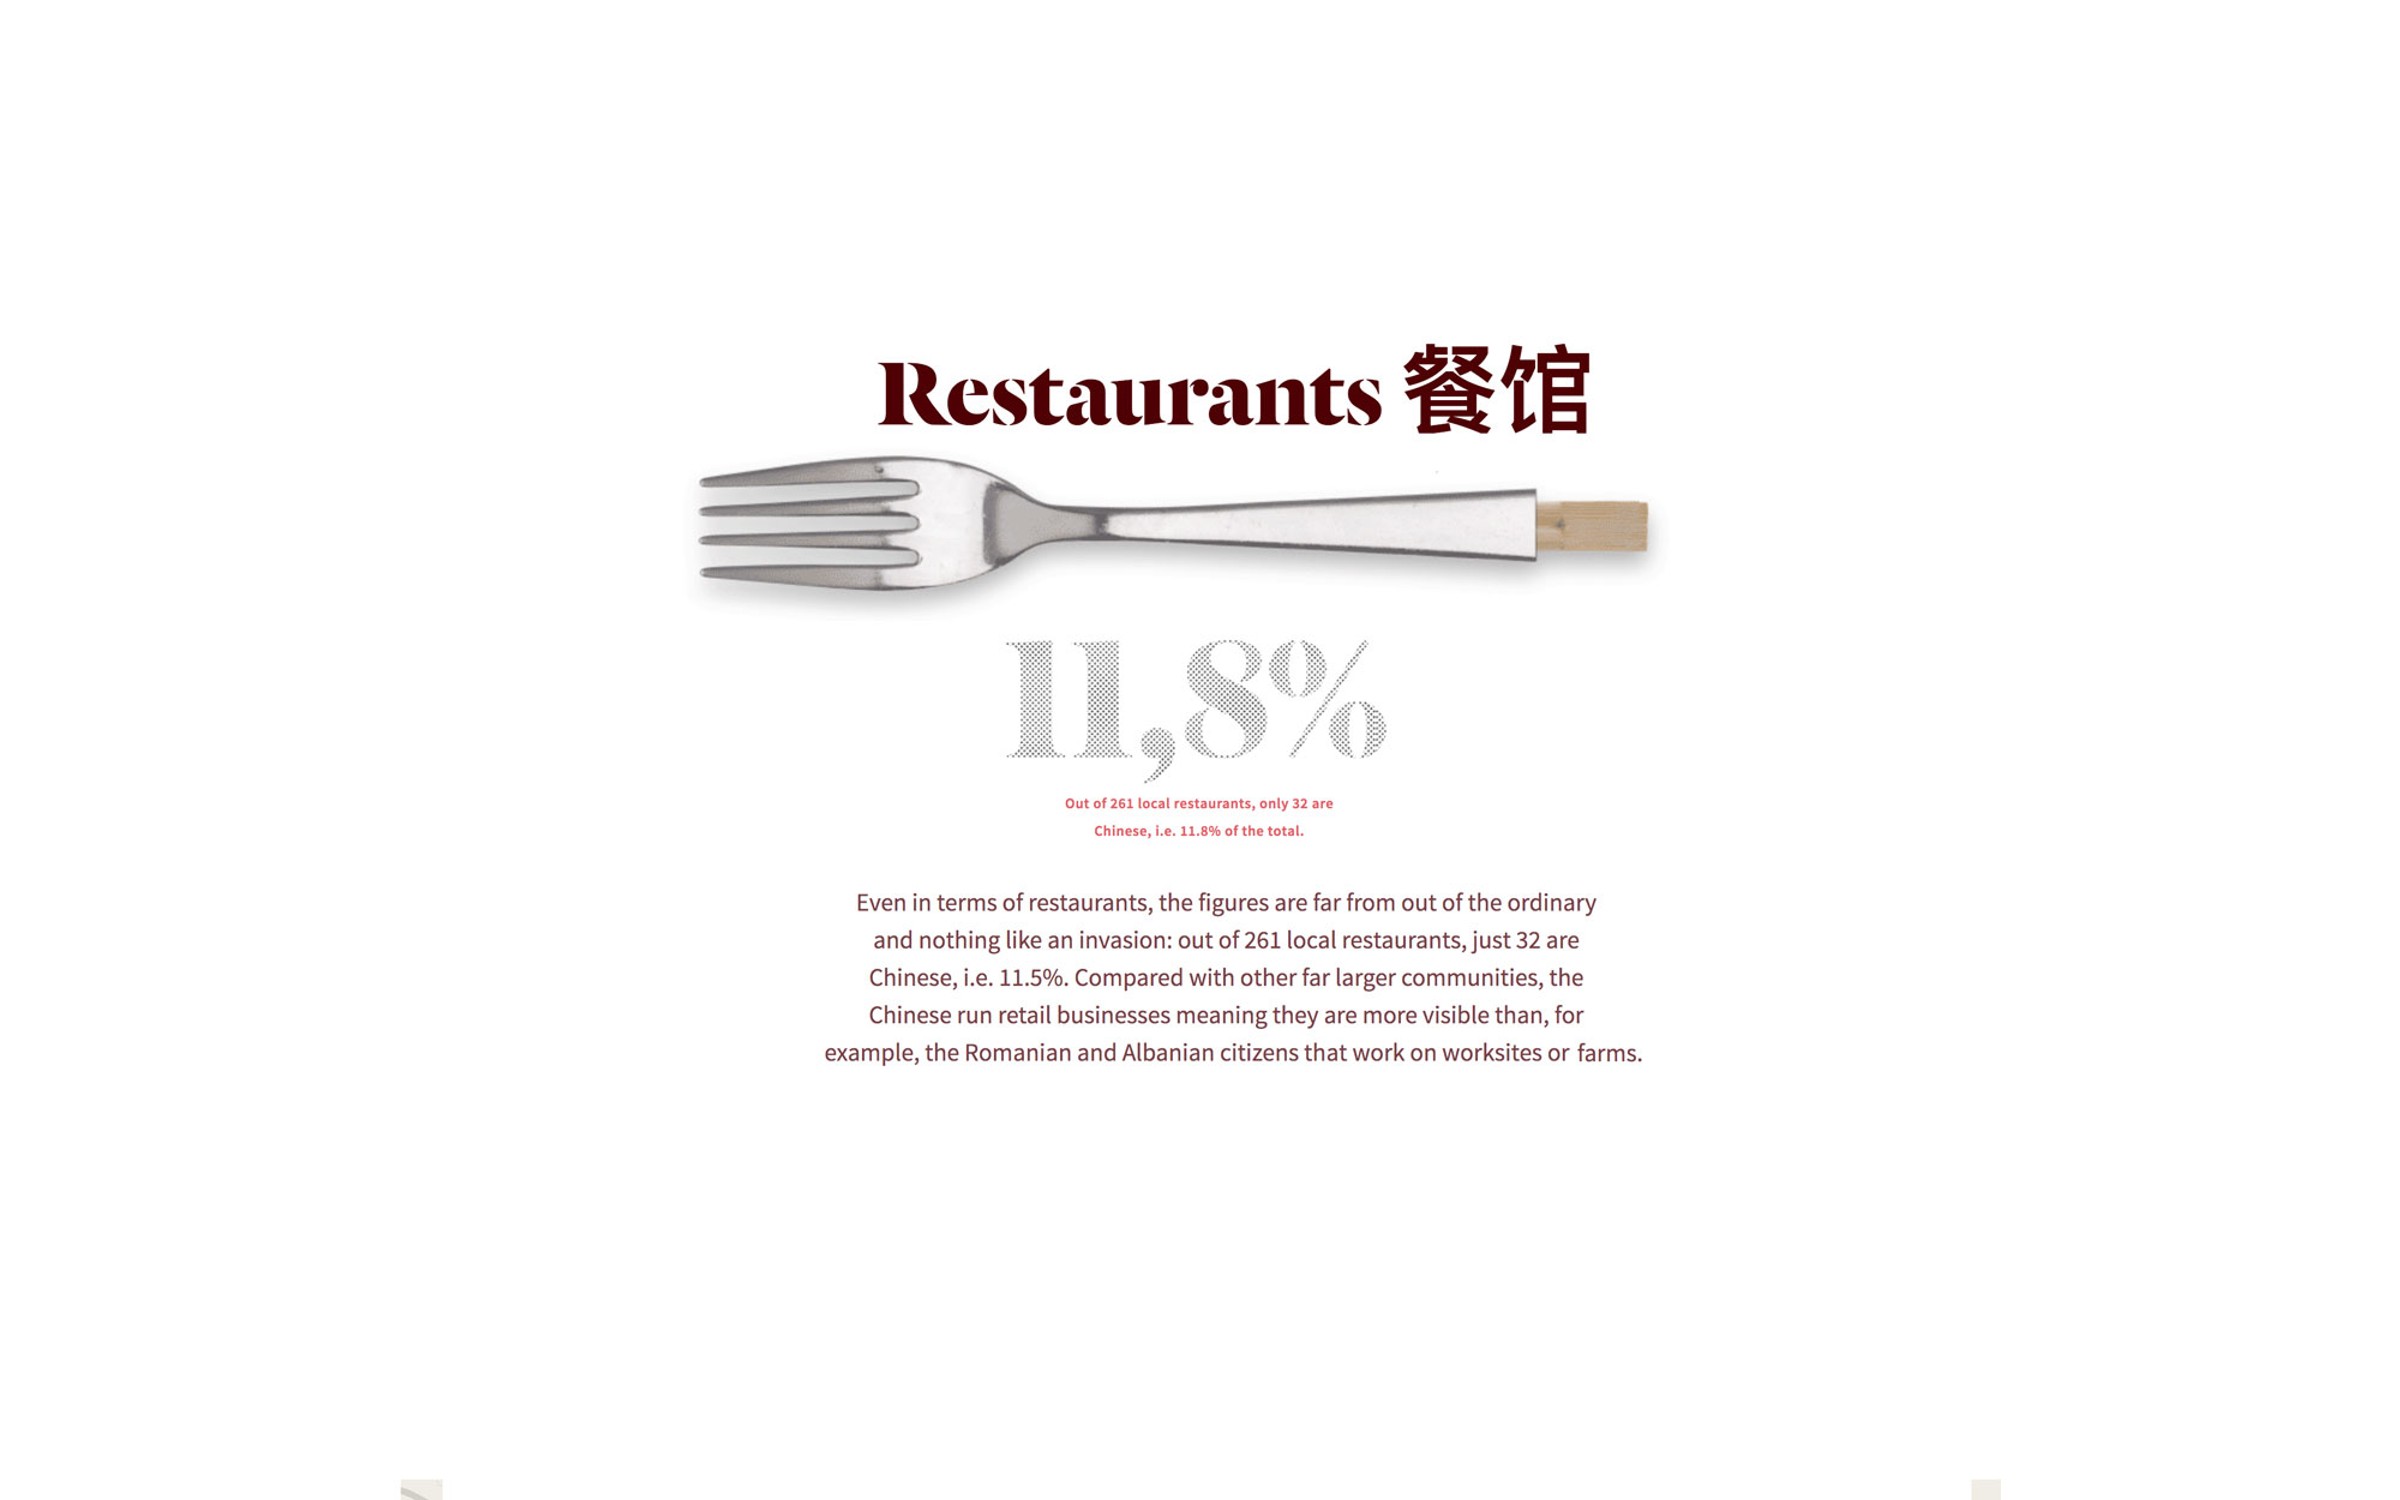 Restaurants 餐馆
11,8%
Out of 261 local restaurants, only 32 are
Chinese, i.e. 11.8% of the total.
Even in terms of restaurants, the figures are far from out of the ordinary
and nothing like an invasion: out of 261 local restaurants, just 32 are
Chinese, i.e. 11.5%. Compared with other far larger communities, the
Chinese run retail businesses meaning they are more visible than, for
example, the Romanian and Albanian citizens that work on worksites or farms.